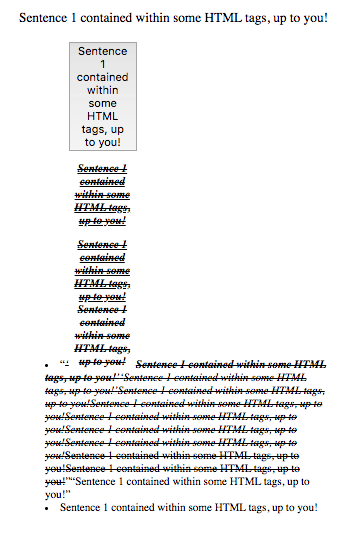 Sentence 1 contained within some HTML tags, up to you!
Sentence
1
contained
within
some
HTML
tags, up
to you!
Sentence 1
contained
within some
HTML tags,
up to you!
Sentence 1
contained
within some
HTML tags,
up to you!
Sentence 1
contained
within some
HTML tags,
• “‘ up to you! Sentence 1 contained within some HTML
tags, up to you!’‘Sentence 1 contained within some HTML
tags, up to you!’Sentence 1 contained within some HTML tags,
up to you!Sentence 1 contained within some HTML tags, up to
you!Sentence 1 contained within some HTML tags, up to
you!Sentence 1 contained within some HTML tags, up to
you!Sentence 1 contained within some HTML tags, up to
you!Sentence 1 contained within some HTML tags, up to
you!”“Sentence 1 contained within some HTML tags, up to
you!”
• Sentence 1 contained within some HTML tags, up to you!